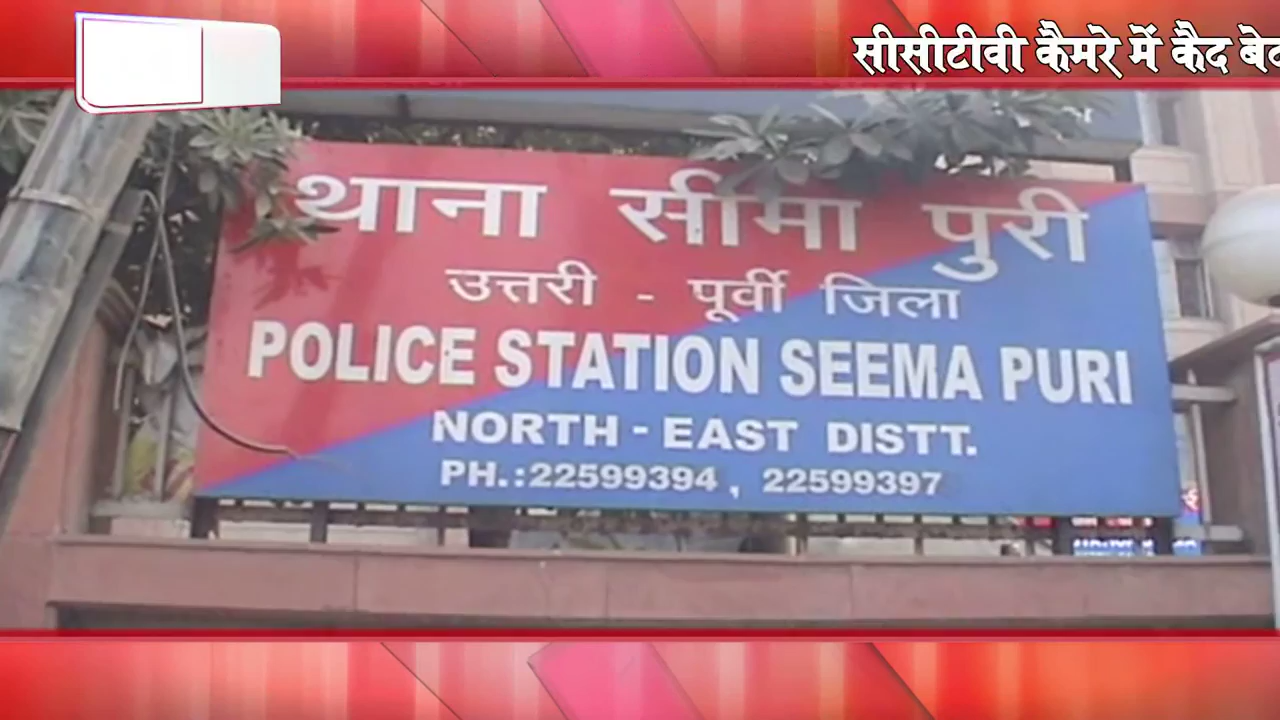 सीसीटीवी कैमरे में कैद
थाना सीमा पुरी
उत्तरी - पूर्वी जिला
POLICE STATION SEEMA PURI
NORTH - EAST DISTT.
PH.:22599394 , 22599397